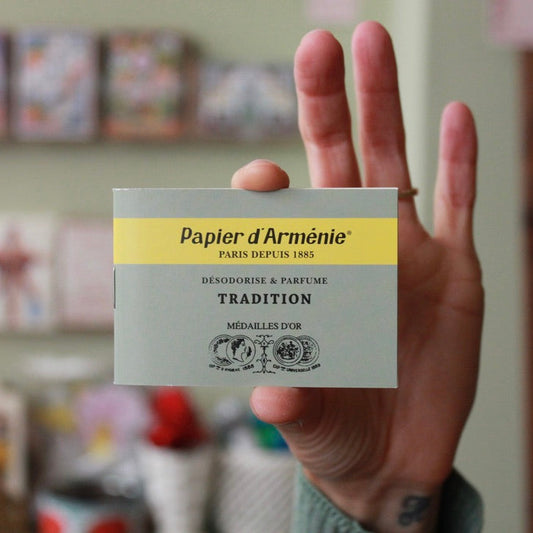 Papier d'Arménie®
PARIS DEPUIS 1885
DÉSODORISE & PARFUME
TRADITION
MÉDAILLES D'OR